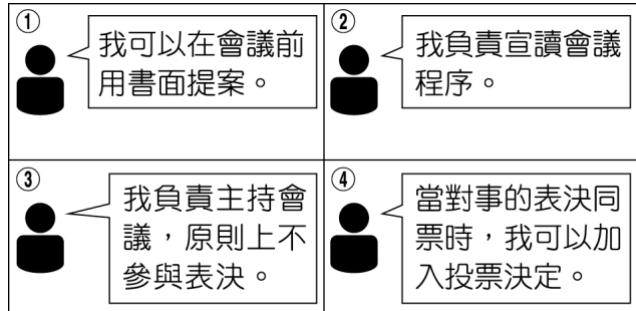 ①
我可以在會議前
用書面提案。
②
我負責宣讀會議
程序。
③
我負責主持會
議，原則上不
參與表決。
④
當對事的表決同
票時，我可以加
入投票決定。